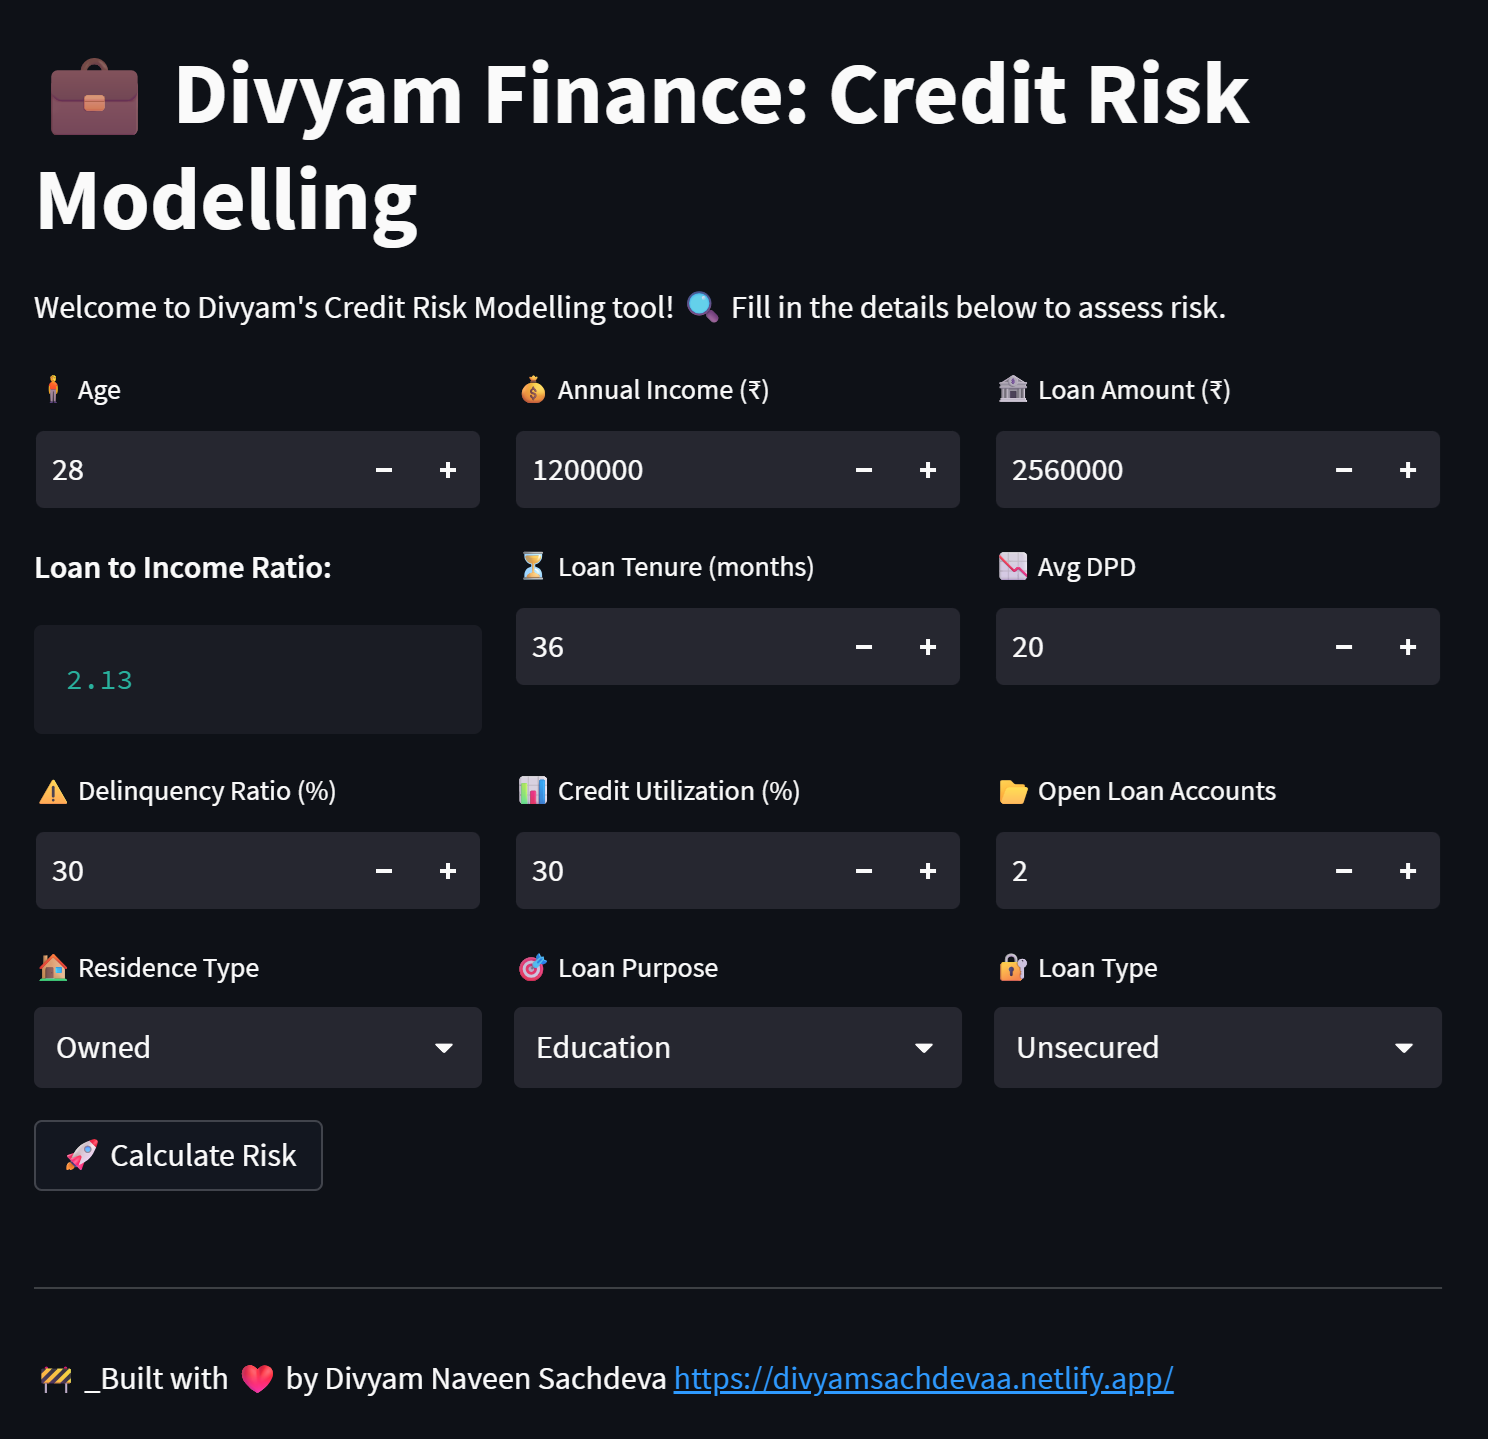 Divyam Finance: Credit Risk
Modelling
Welcome to Divyam's Credit Risk Modelling tool! 🔍 Fill in the details below to assess risk.
Age
Annual Income (₹)
Loan Amount (₹)
28
1200000
2560000
Loan to Income Ratio:
Loan Tenure (months)
Avg DPD
2.13
36
20
Delinquency Ratio (%)
Credit Utilization (%)
Open Loan Accounts
30
30
2
Residence Type
Loan Purpose
Loan Type
Owned
Education
Unsecured
Calculate Risk
_Built with ❤️ by Divyam Naveen Sachdeva https://divyamsachdevaa.netlify.app/